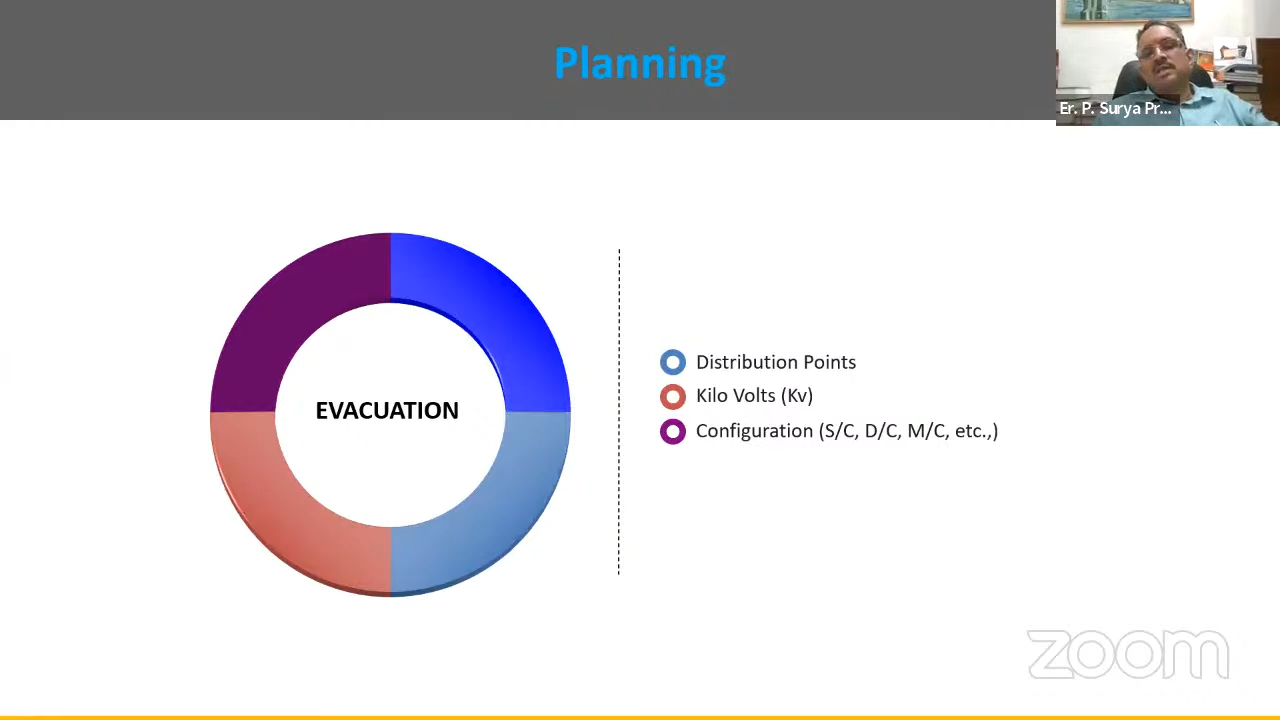 Planning
Er. P. Surya Pr...
EVACUATION
Distribution Points
Kilo Volts (Kv)
Configuration (S/C, D/C, M/C, etc.,)
zoom